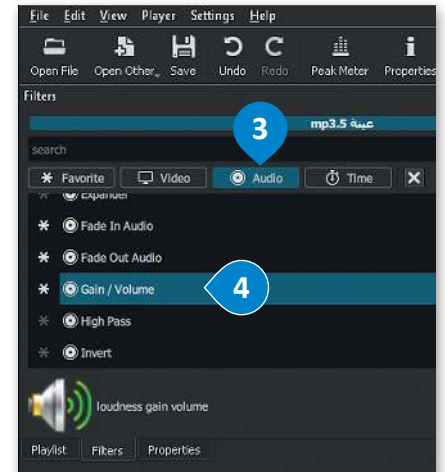 File Edit View Player Settings Help
Open File Open Other Save Undo Redo Peak Meter Properties
Filters
عينة 5.mp3
3
search
Favorite Video Audio Time
Expander
Fade In Audio
Fade Out Audio
Gain / Volume
4
High Pass
Invert
loudness gain volume
Playlist Filters Properties